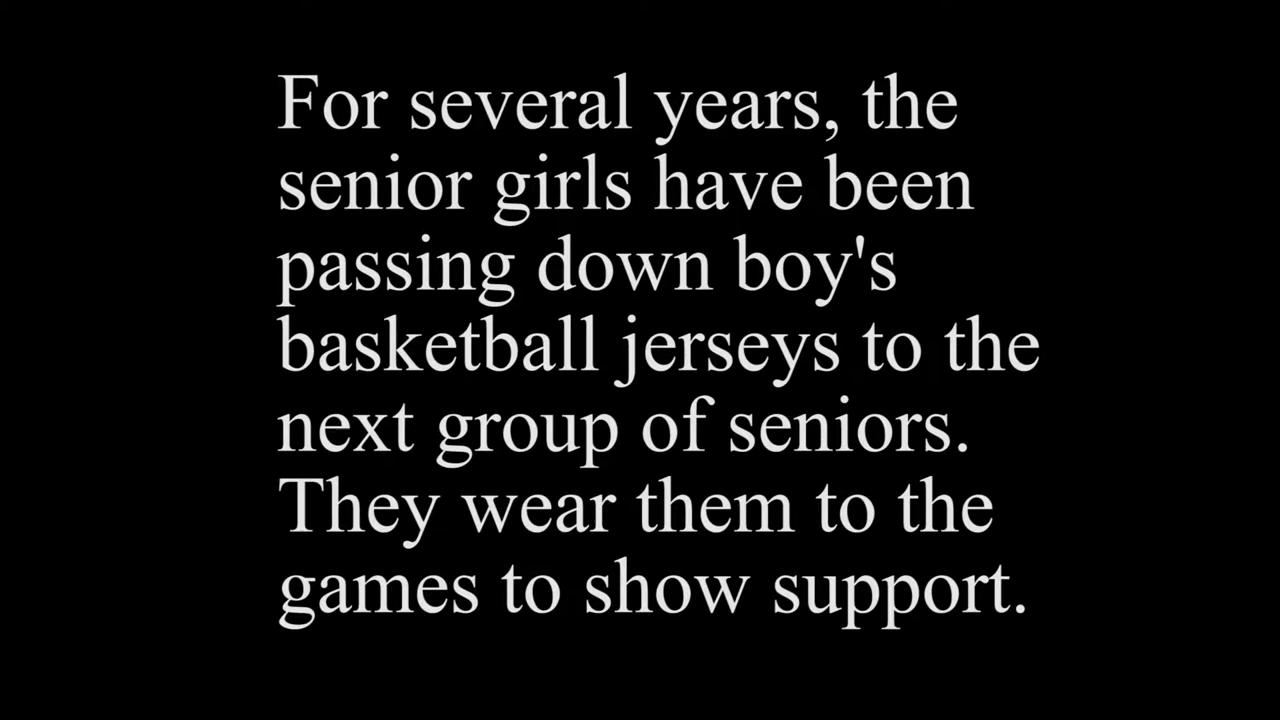 For several years, the
senior girls have been
passing down boy's
basketball jerseys to the
next group of seniors.
They wear them to the
games to show support.